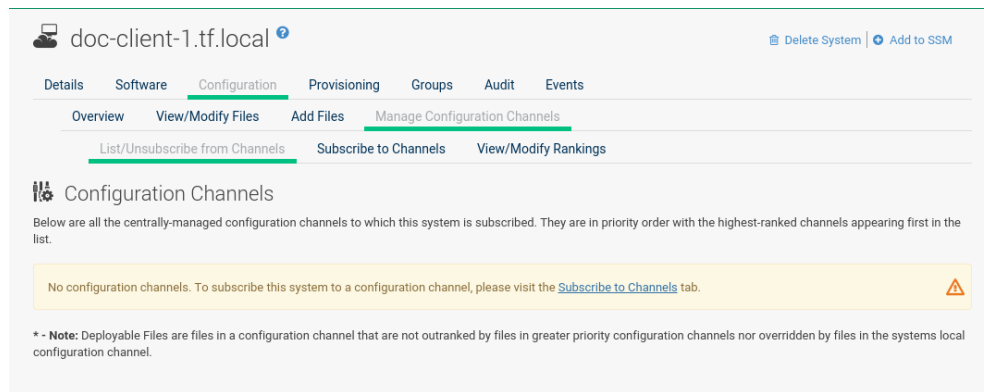 doc-client-1.tf.local ?
Delete System | Add to SSM
Details Software Configuration Provisioning Groups Audit Events
Overview View/Modify Files Add Files Manage Configuration Channels
List/Unsubscribe from Channels Subscribe to Channels View/Modify Rankings
Configuration Channels
Below are all the centrally-managed configuration channels to which this system is subscribed. They are in priority order with the highest-ranked channels appearing first in the
list.
No configuration channels. To subscribe this system to a configuration channel, please visit the Subscribe to Channels tab.
* - Note: Deployable Files are files in a configuration channel that are not outranked by files in greater priority configuration channels nor overridden by files in the systems local
configuration channel.